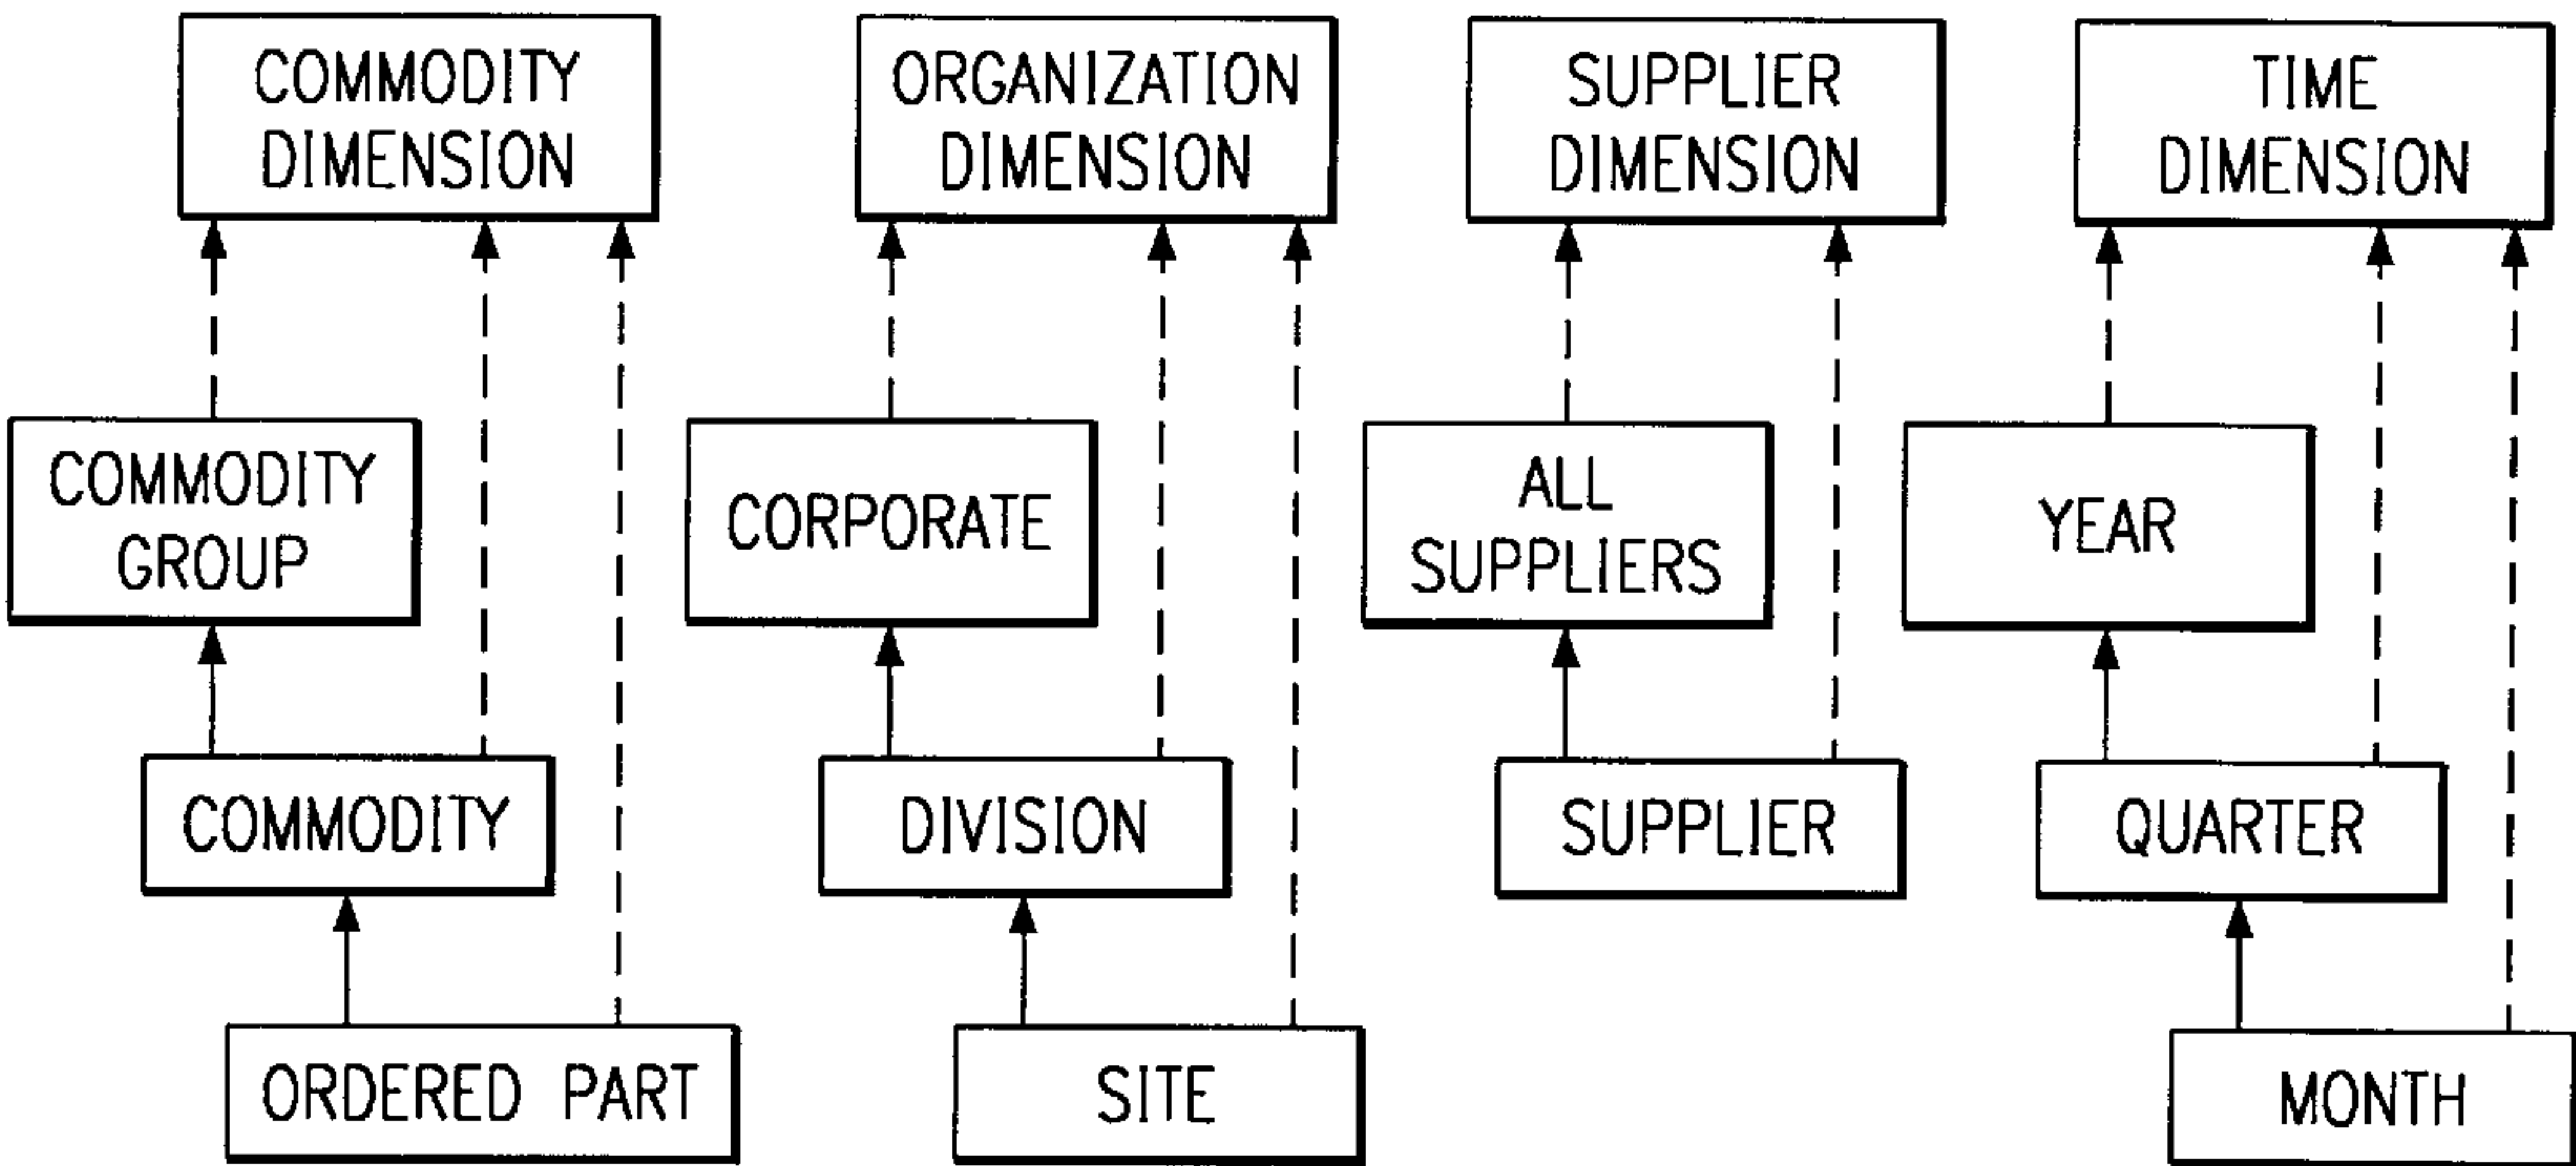 COMMODITY
DIMENSION
ORGANIZATION
DIMENSION
SUPPLIER
DIMENSION
TIME
DIMENSION
COMMODITY
GROUP
CORPORATE
ALL
SUPPLIERS
YEAR
COMMODITY
DIVISION
SUPPLIER
QUARTER
ORDERED PART
SITE
MONTH